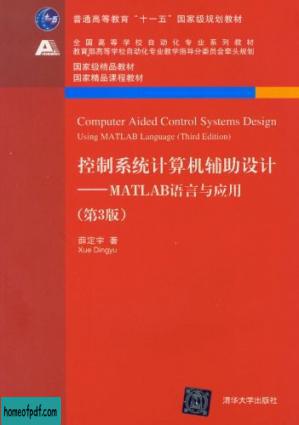 普通高等教育“十一五”国家级规划教材
全国高等学校自动化专业系列教材
教育部高等学校自动化专业教学指导分委员会牵头规划
国家级精品教材
国家精品课程教材
Computer Aided Control Systems Design
Using MATLAB Language (Third Edition)
控制系统计算机辅助设计
——MATLAB语言与应用
(第3版)
薛定宇 著
Xue Dingyu
清华大学出版社
homeofpdf.com